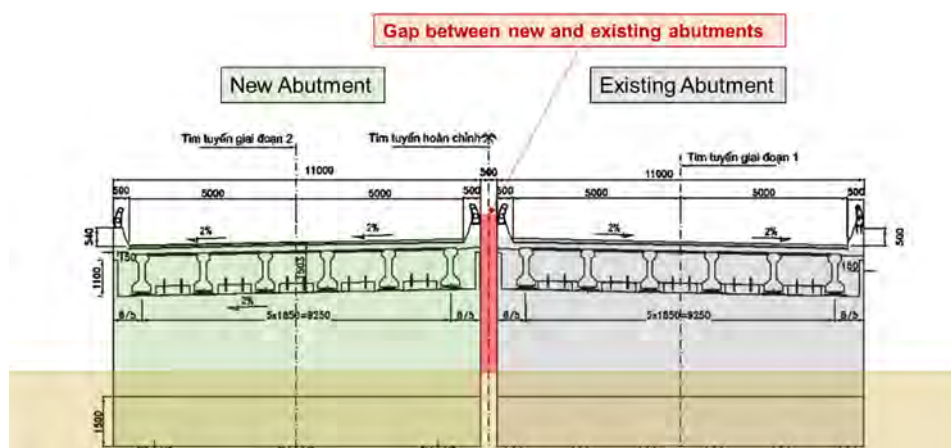 Gap between new and existing abutments
New Abutment
Existing Abutment
Tim tuyến giai đoạn 2
Tim tuyến hoàn chỉnh
Tim tuyến giai đoạn 1
11000
500
11000
500
5000
5000
500
500
5000
5000
500
2%
2%
2%
2%
540
500
150
150
1100
2%
5x1850=9250
5x1850=9250
1500